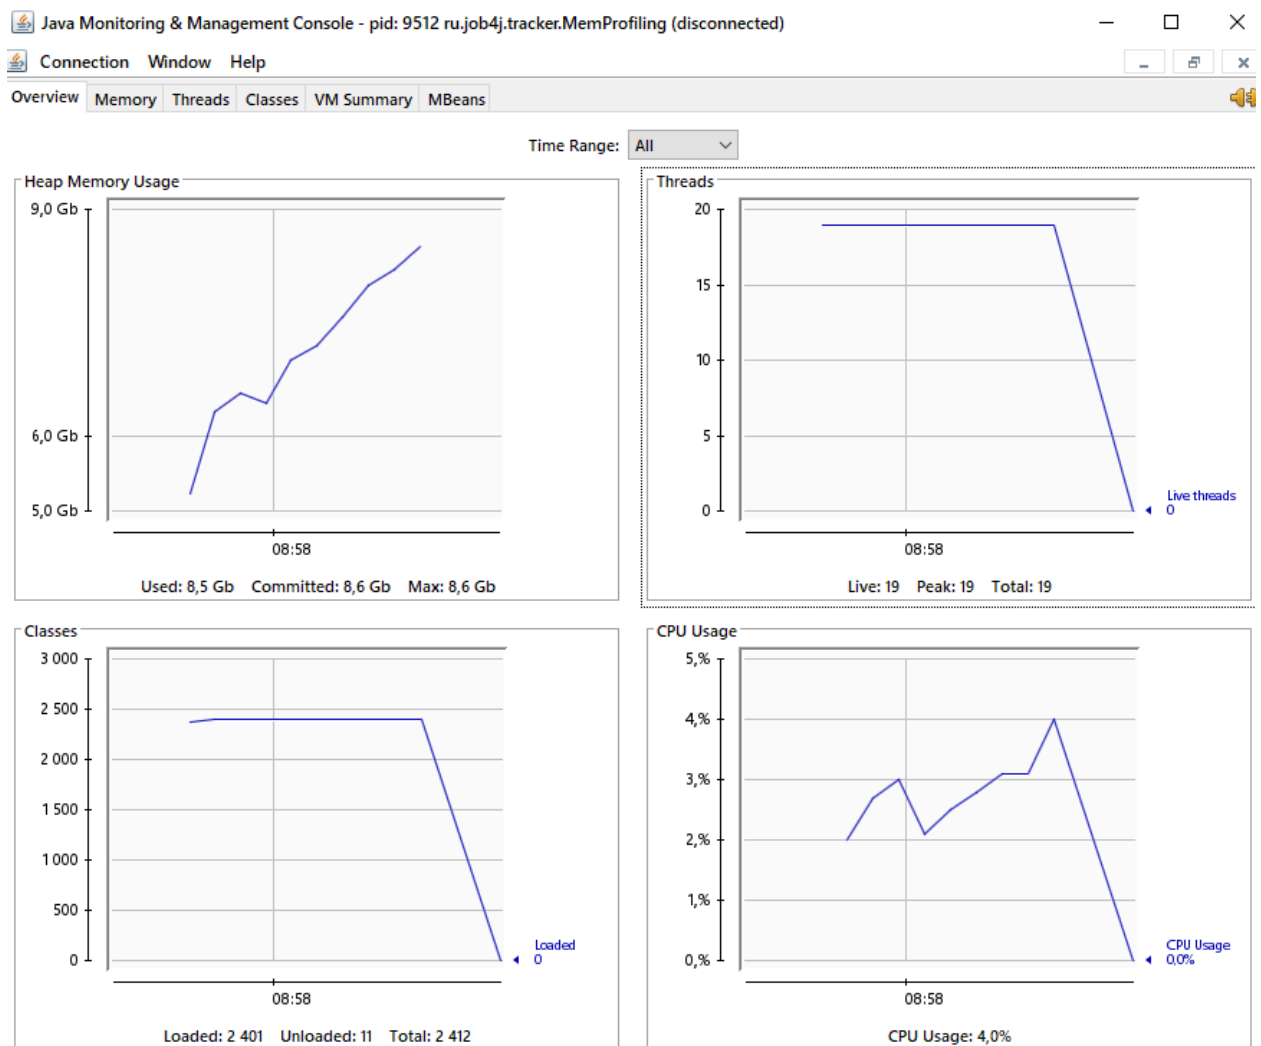 Java Monitoring & Management Console - pid: 9512 ru.job4j.tracker.MemProfiling (disconnected)
Connection Window Help
Overview Memory Threads Classes VM Summary MBeans
Time Range: All
Heap Memory Usage
9,0 Gb
6,0 Gb
5,0 Gb
08:58
Used: 8,5 Gb Committed: 8,6 Gb Max: 8,6 Gb
Threads
20
15
10
5
0
Live threads
0
08:58
Live: 19 Peak: 19 Total: 19
Classes
3 000
2 500
2 000
1 500
1 000
500
0
Loaded
0
08:58
Loaded: 2 401 Unloaded: 11 Total: 2 412
CPU Usage
5,%
4,%
3,%
2,%
1,%
0,%
CPU Usage
0,0%
08:58
CPU Usage: 4,0%